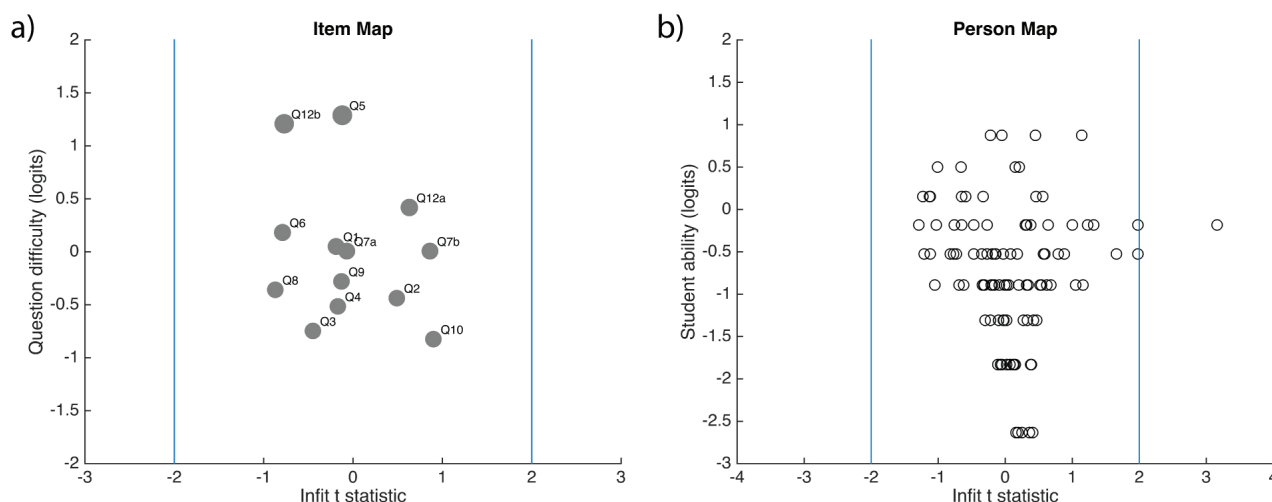 a)
Item Map
Question difficulty (logits)
2
1.5
1
0.5
0
-0.5
-1
-1.5
-2
Q12b
Q5
Q12a
Q6
Q1
Q7a
Q7b
Q9
Q8
Q4
Q2
Q3
Q10
-3
-2
-1
0
1
2
3
Infit t statistic
b)
Person Map
Student ability (logits)
2
1.5
1
0.5
0
-0.5
-1
-1.5
-2
-2.5
-3
-4
-3
-2
-1
0
1
2
3
4
Infit t statistic